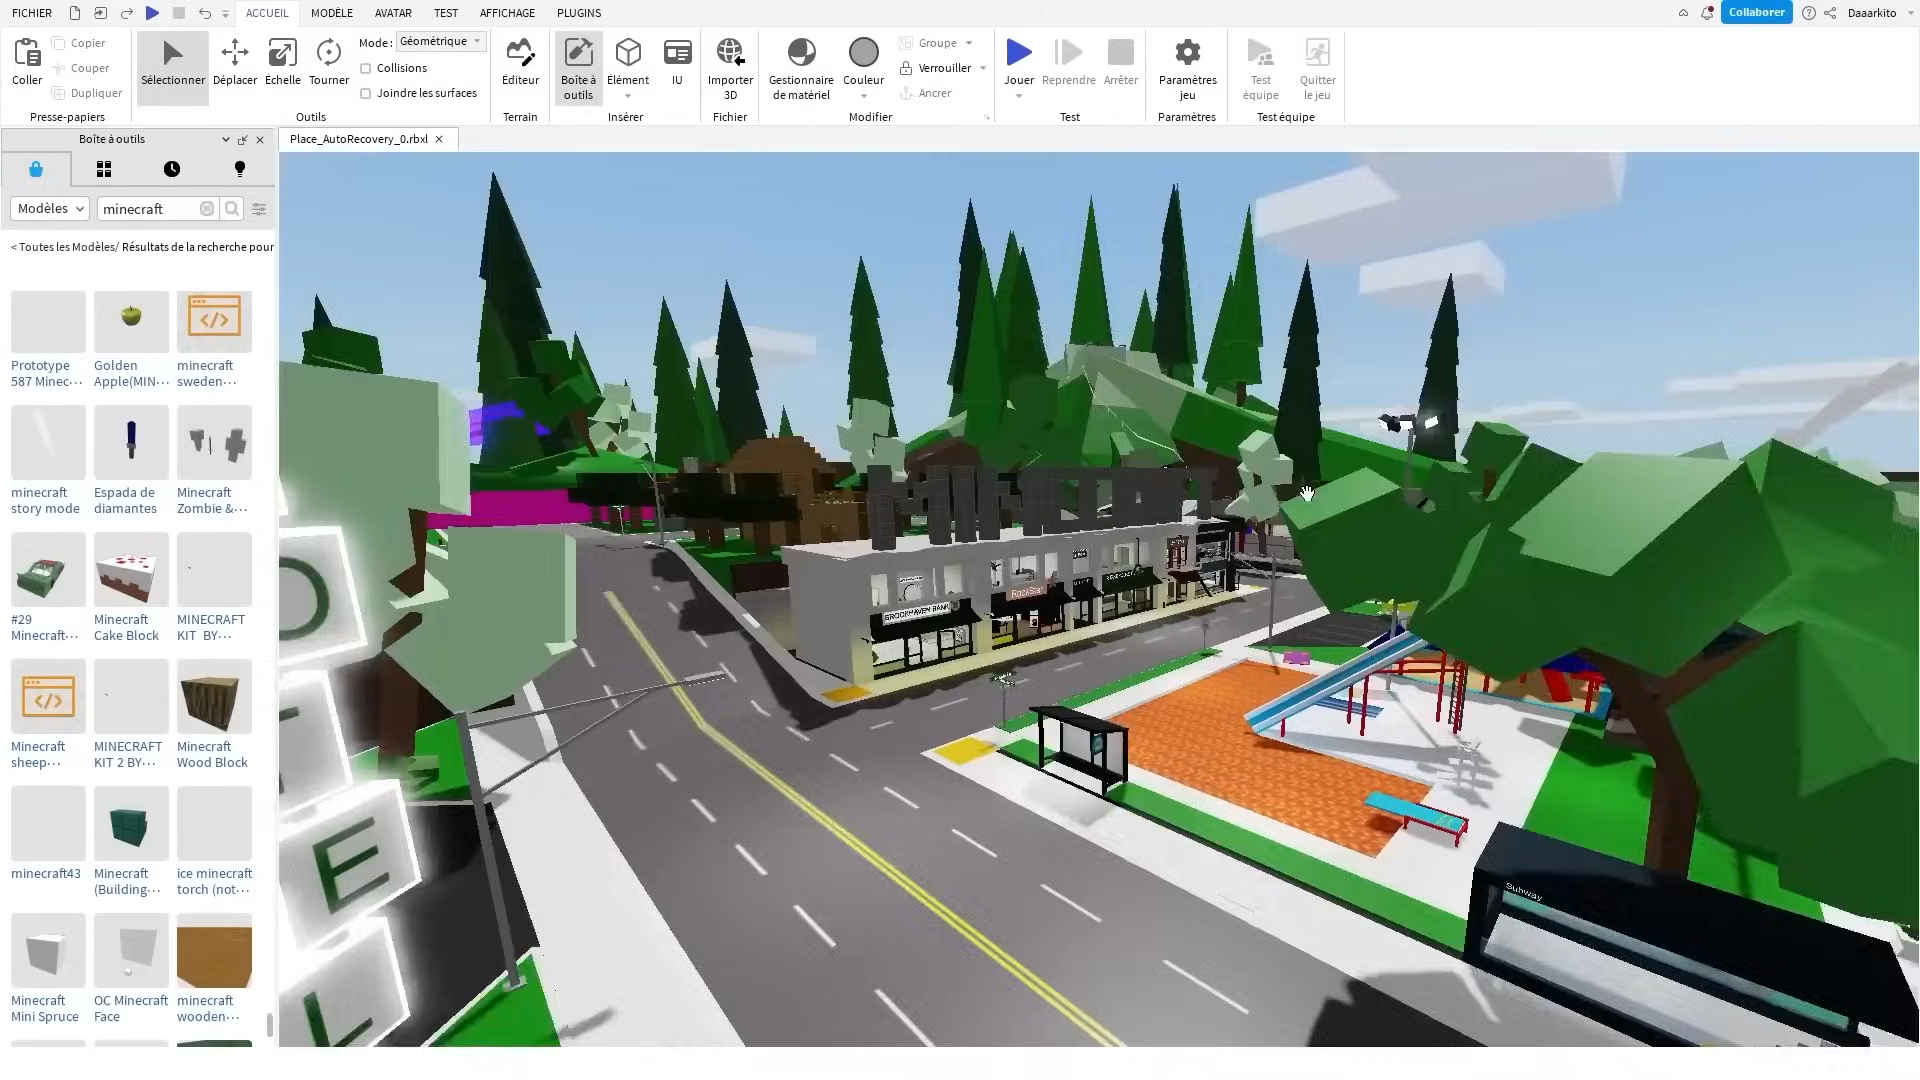 FICHIER
ACCUEIL
MODÈLE
AVATAR
TEST
AFFICHAGE
PLUGINS
Collaborer
Daaarkito
Coller
Copier
Couper
Dupliquer
Presse-papiers
Sélectionner
Déplacer
Échelle
Tourner
Mode :
Géométrique
Collisions
Joindre les surfaces
Outils
Éditeur
Terrain
Boîte à
outils
Élément
IU
Insérer
Importer
3D
Fichier
Gestionnaire
de matériel
Couleur
Groupe
Verrouiller
Ancrer
Modifier
Jouer
Reprendre
Arrêter
Test
Paramètres
jeu
Paramètres
Test
équipe
Quitter
le jeu
Test équipe
Boîte à outils
Place_AutoRecovery_0.rbxl
Modèles
minecraft
< Toutes les Modèles/ Résultats de la recherche pour
Prototype
587 Minec···
Golden
Apple(MIN···
minecraft
sweden···
minecraft
story mode
Espada de
diamantes
Minecraft
Zombie &···
#29
Minecraft···
Minecraft
Cake Block
MINECRAFT
KIT BY···
Minecraft
sheep···
MINECRAFT
KIT 2 BY···
Minecraft
Wood Block
minecraft43
Minecraft
(Building···
ice minecraft
torch (not···
Minecraft
Mini Spruce
OC Minecraft
Face
minecraft
wooden···
BROOKHAVEN BANK
RockStar
E
L
Subway